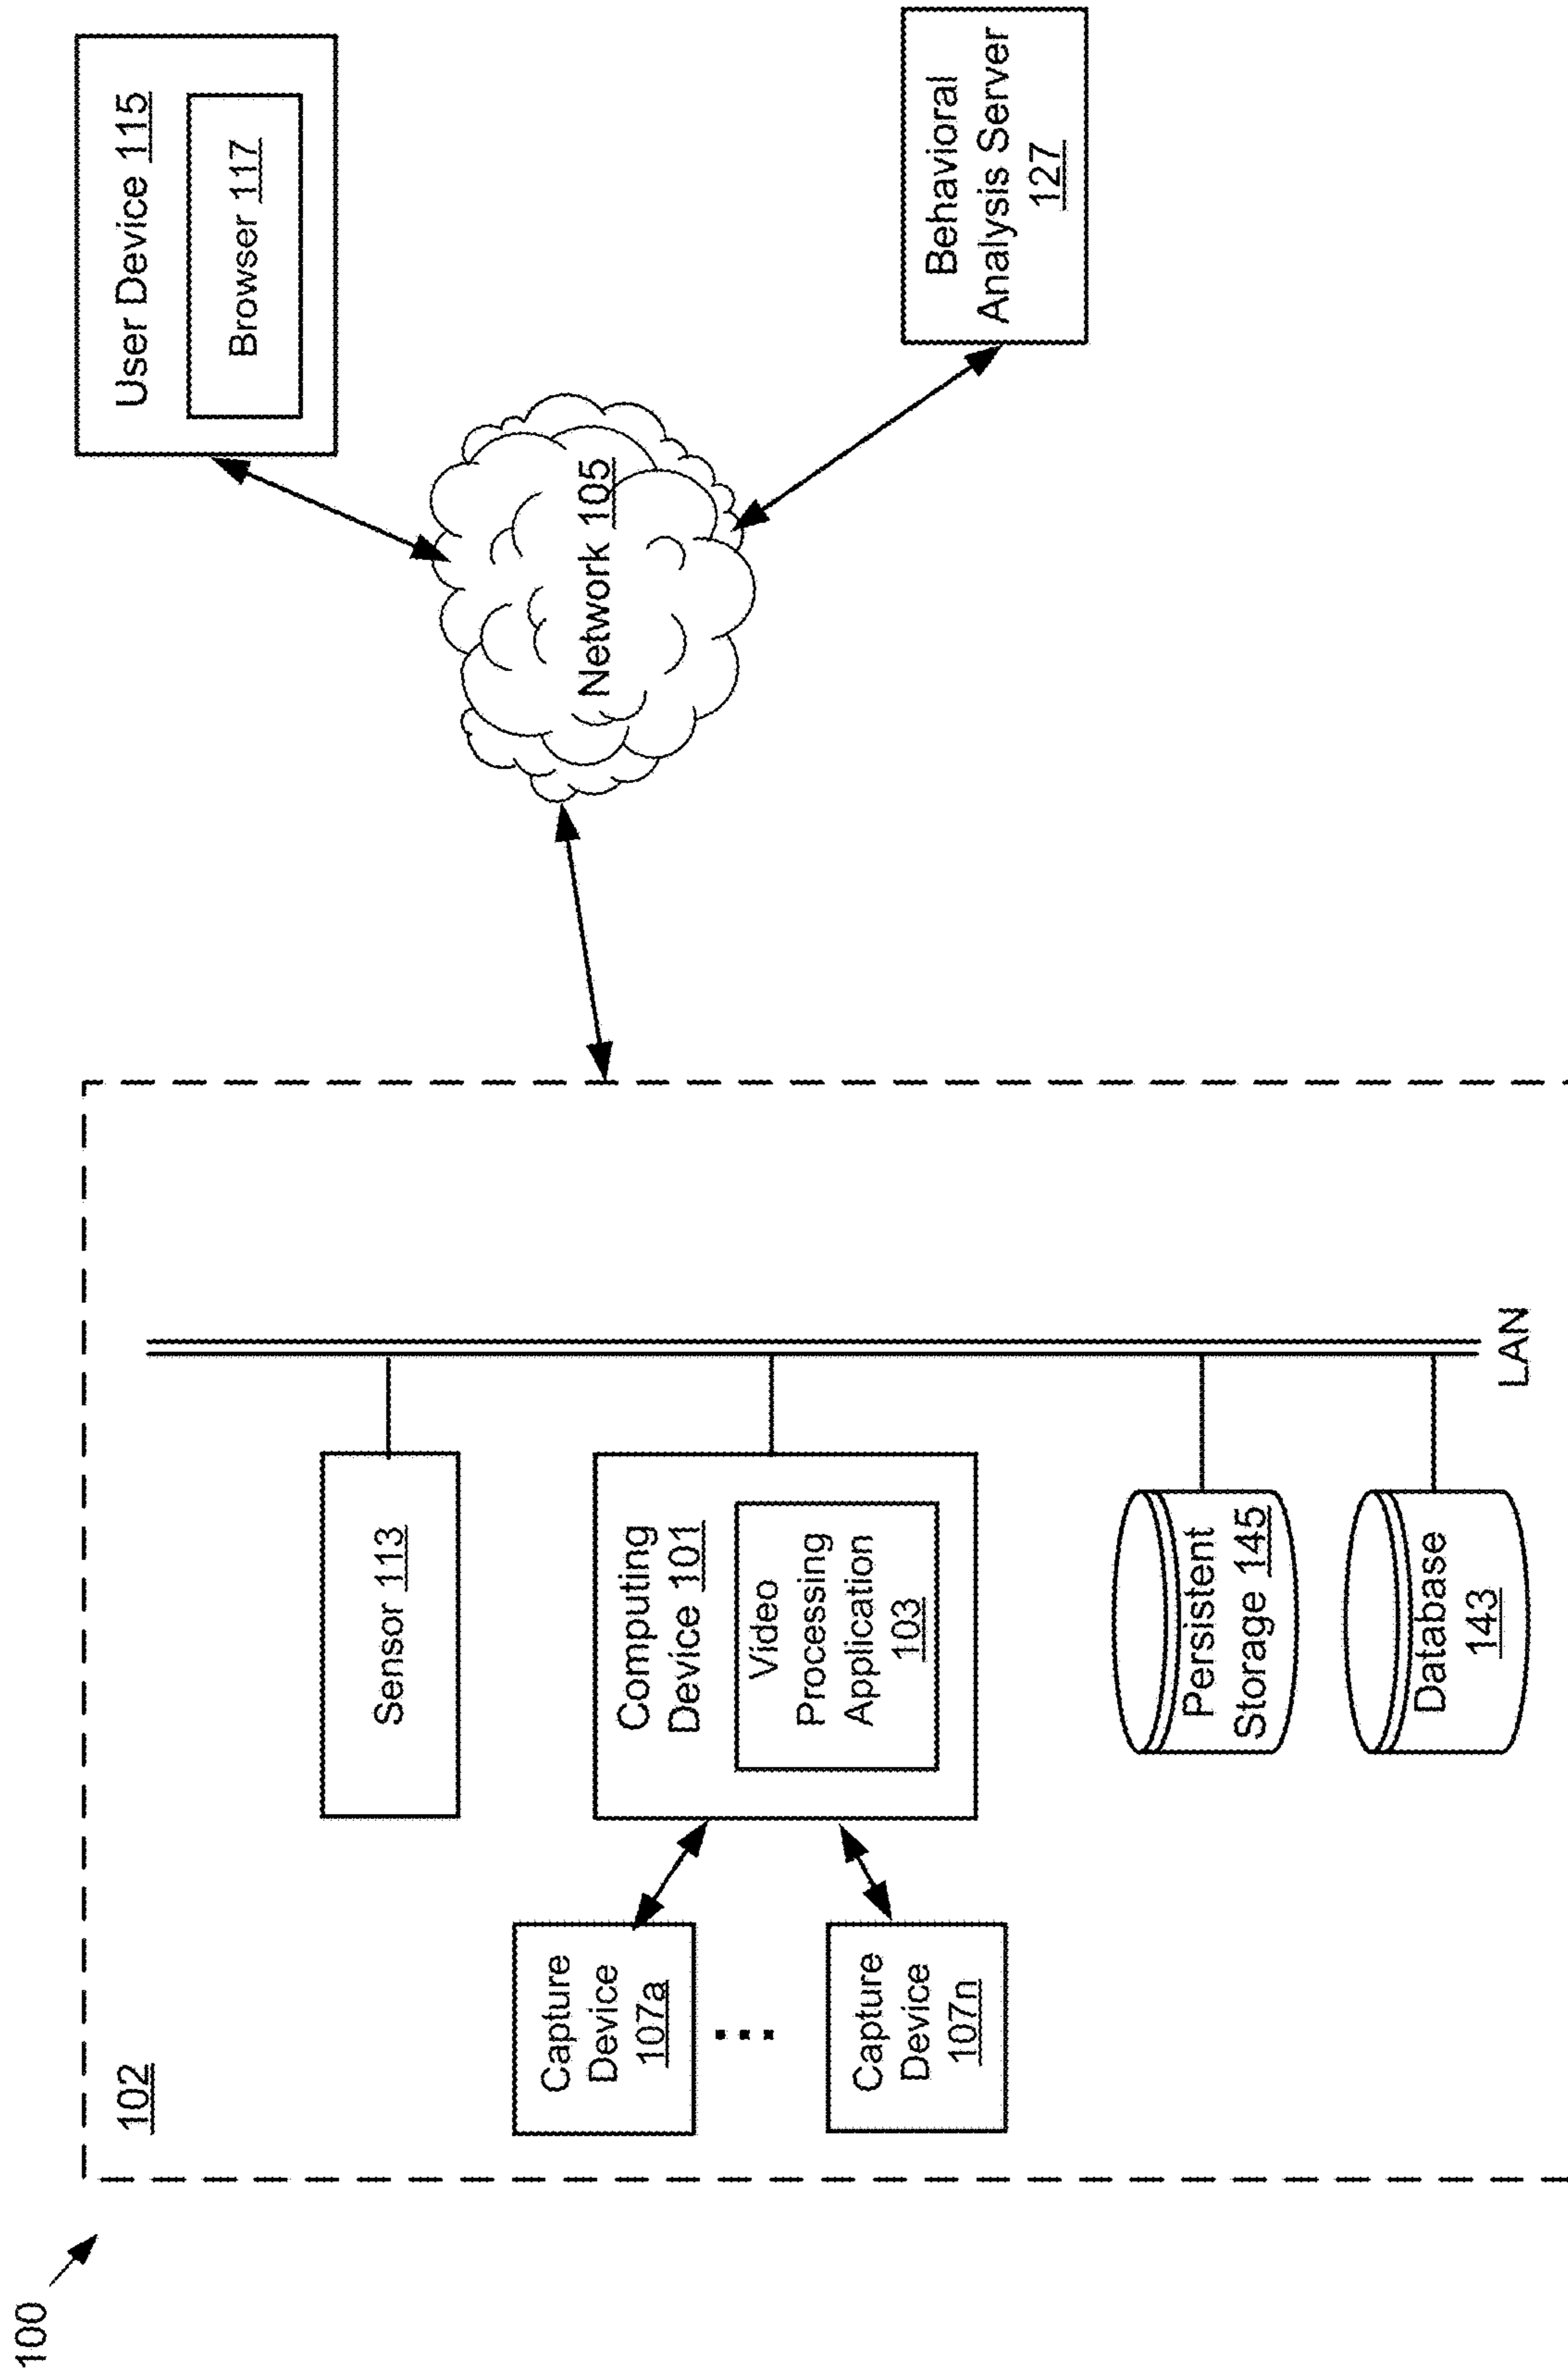 100
102
Capture
Device
107a
Capture
Device
107n
Sensor 113
Computing
Device 101
Video
Processing
Application
103
Persistent
Storage 145
Database
143
LAN
Network 105
User Device 115
Browser 117
Behavioral
Analysis Server
127